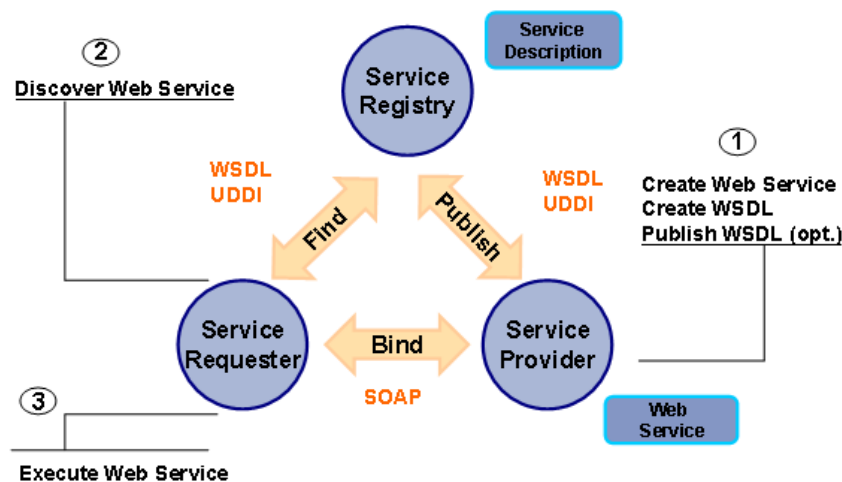 2
Discover Web Service
Service
Registry
Service
Description
1
Create Web Service
Create WSDL
Publish WSDL (opt.)
WSDL
UDDI
Find
WSDL
UDDI
Publish
Service
Requester
Bind
SOAP
Service
Provider
Web
Service
3
Execute Web Service